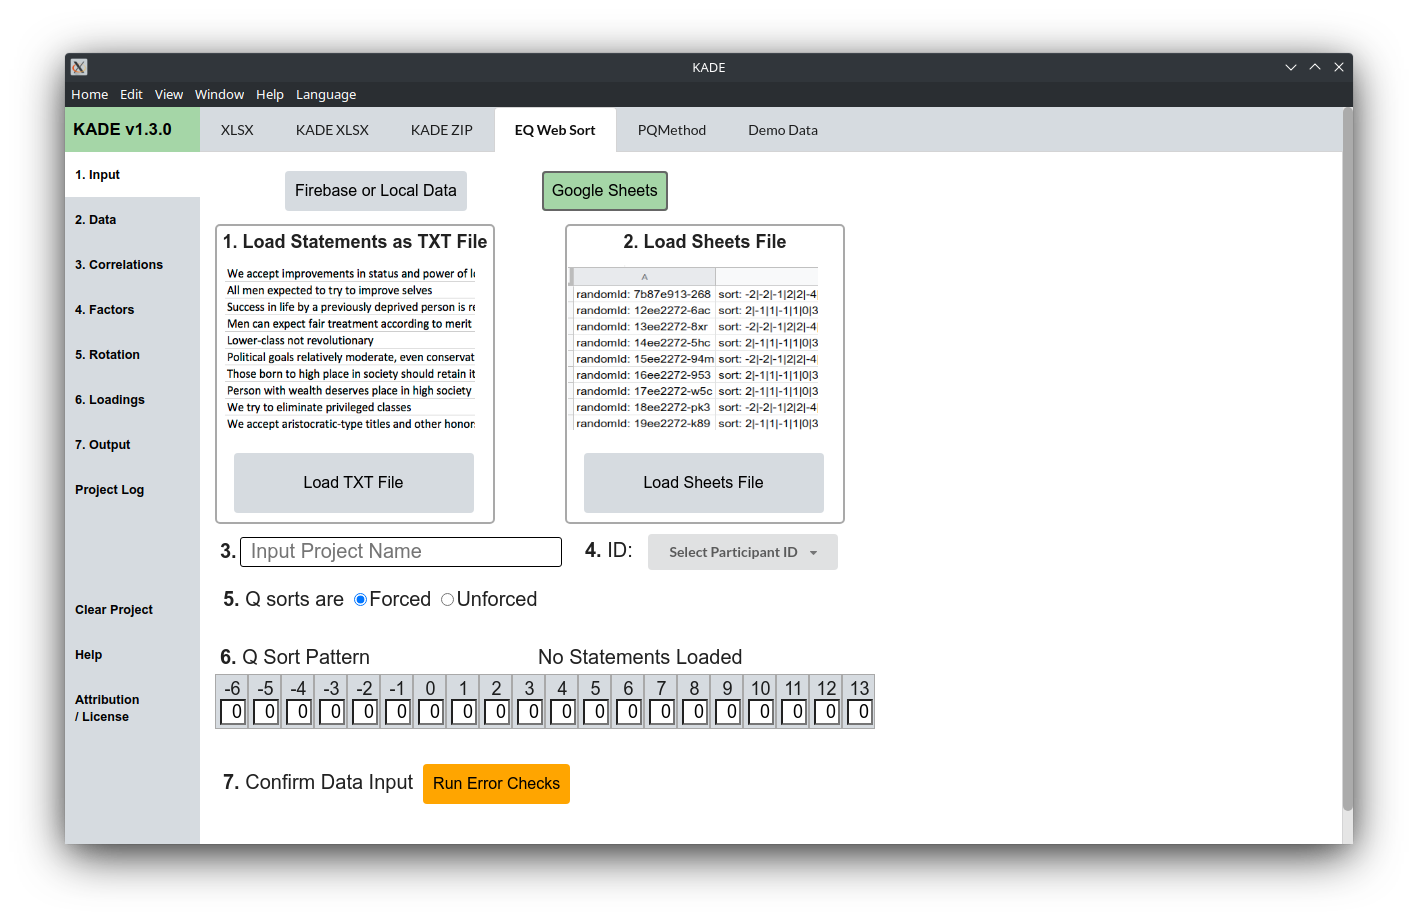 KADE
Home Edit View Window Help Language
KADE v1.3.0
XLSX KADE XLSX KADE ZIP EQ Web Sort PQMethod Demo Data
1. Input
2. Data
3. Correlations
4. Factors
5. Rotation
6. Loadings
7. Output
Project Log
Clear Project
Help
Attribution
/ License
Firebase or Local Data Google Sheets
1. Load Statements as TXT File
We accept improvements in status and power of
All men expected to try to improve selves
Success in life by a previously deprived person is
Men can expect fair treatment according to merit
Lower-class not revolutionary
Political goals relatively moderate, even conservat
Those born to high place in society should retain it
Person with wealth deserves place in high society
We try to eliminate privileged classes
We accept aristocratic-type titles and other honor
Load TXT File
2. Load Sheets File
A
randomId: 7b87e913-268 sort: -2|-2|-1|2|2|-4|
randomId: 12ee2272-6ac sort: 2|-1|1|-1|1|0|3
randomId: 13ee2272-8xr sort: -2|-2|-1|2|2|-4|
randomId: 14ee2272-5hc sort: 2|-1|1|-1|1|0|3
randomId: 15ee2272-94m sort: -2|-2|-1|2|2|-4|
randomId: 16ee2272-953 sort: 2|-1|1|-1|1|0|3
randomId: 17ee2272-w5c sort: 2|-1|1|-1|1|0|3
randomId: 18ee2272-pk3 sort: -2|-2|-1|2|2|-4|
randomId: 19ee2272-k89 sort: 2|-1|1|-1|1|0|3
Load Sheets File
3. Input Project Name
4. ID: Select Participant ID
5. Q sorts are Forced Unforced
6. Q Sort Pattern No Statements Loaded
-6 -5 -4 -3 -2 -1 0 1 2 3 4 5 6 7 8 9 10 11 12 13
0 0 0 0 0 0 0 0 0 0 0 0 0 0 0 0 0 0 0 0
7. Confirm Data Input Run Error Checks